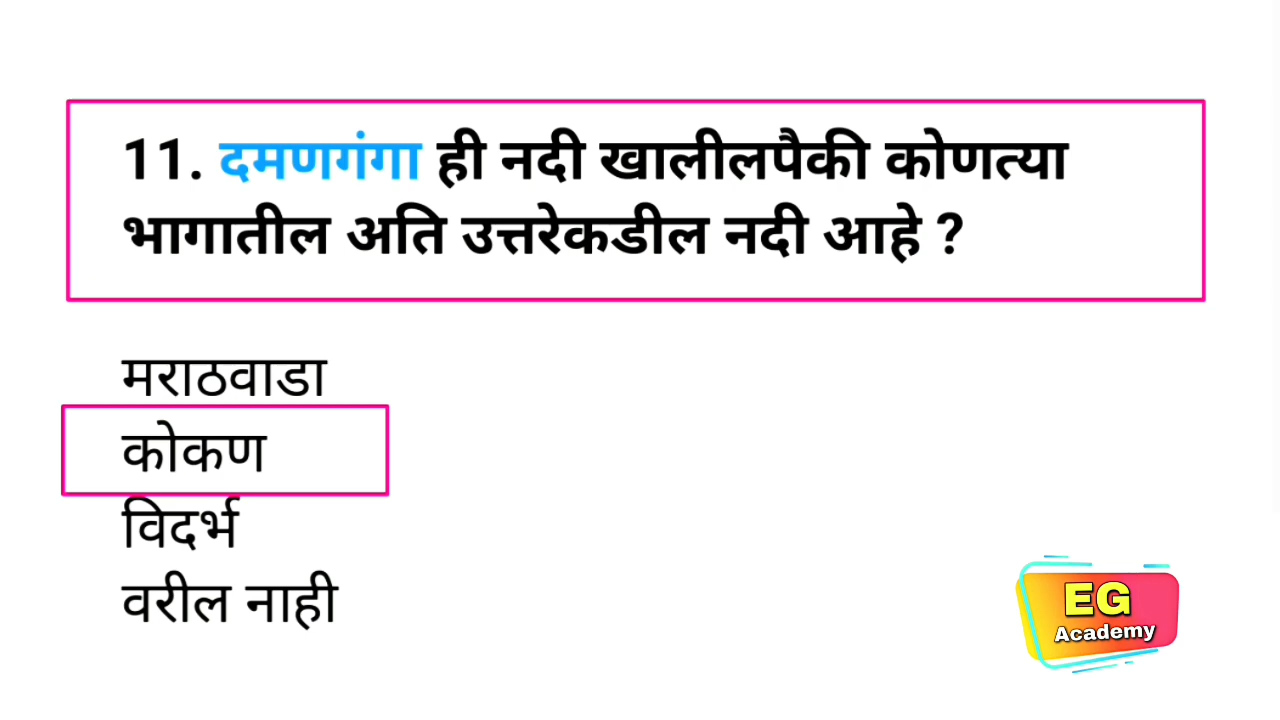 11. दमणगंगा ही नदी खालीलपैकी कोणत्या
भागातील अति उत्तरेकडील नदी आहे ?
मराठवाडा
कोकण
विदर्भ
वरील नाही
EG
Academy